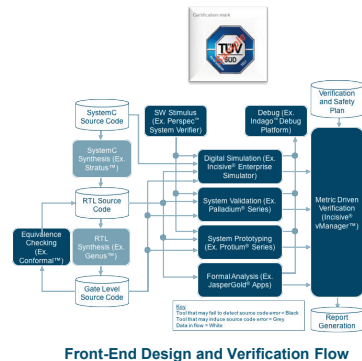 Certification mark
TÜV
SUD
SystemC
Source Code
SW Stimulus
(Ex. Perspec™
System Verifier)
Debug (Ex.
Indago™ Debug
Platform)
Verification
and Safety
Plan
SystemC
Synthesis (Ex.
Stratus™)
Digital Simulation (Ex.
Incisive® Enterprise
Simulator)
RTL Source
Code
System Validation (Ex.
Palladium® Series)
Metric Driven
Verification
(Incisive®
vManager™)
Equivalence
Checking
(Ex.
Conformal™)
RTL
Synthesis (Ex.
Genus™)
System Prototyping (Ex.
Protium® Series)
Formal Analysis (Ex.
JasperGold® Apps)
Gate Level
Source Code
Key
Tool that may fail to detect source code error = Black
Tool that may induce source code error = Grey
Data in flow = White
Report
Generation
Front-End Design and Verification Flow